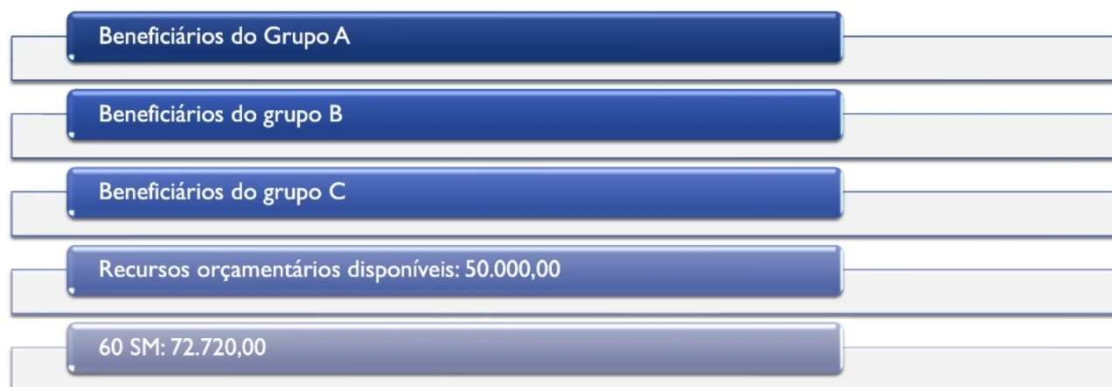 Beneficiários do Grupo A
Beneficiários do grupo B
Beneficiários do grupo C
Recursos orçamentários disponíveis: 50.000,00
60 SM: 72.720,00